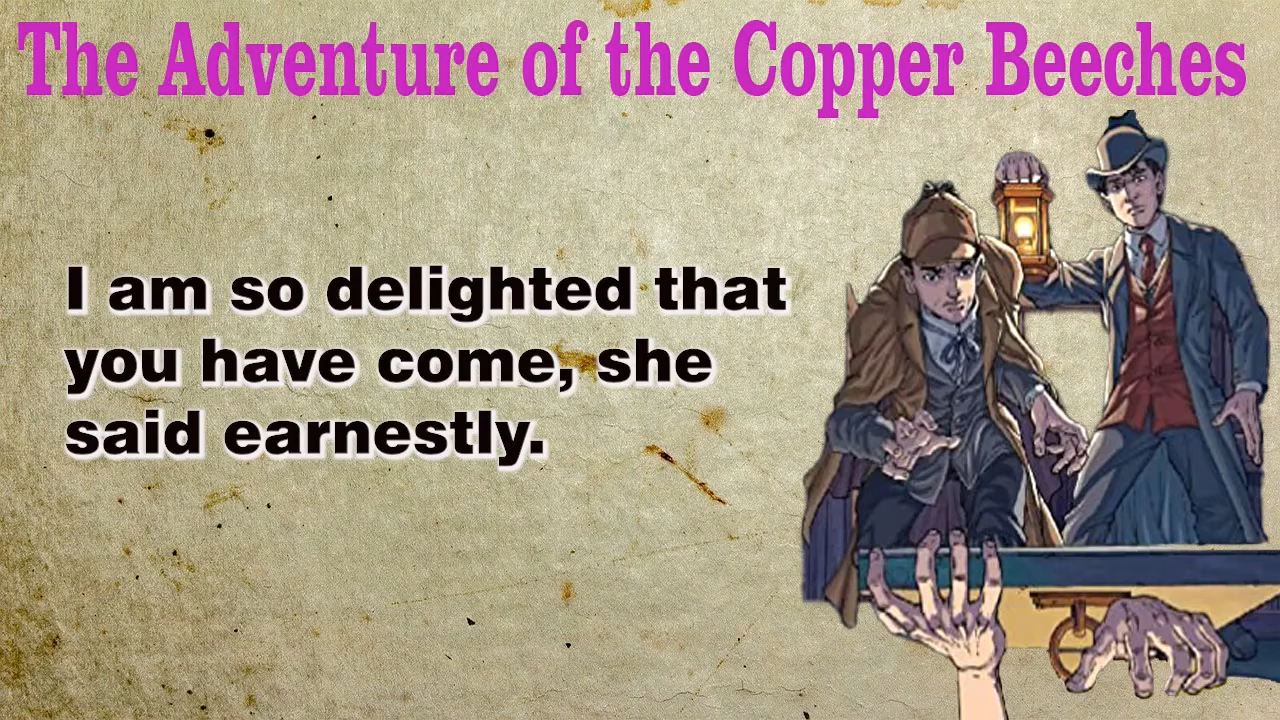 The Adventure of the Copper Beeches
I am so delighted that
you have come, she
said earnestly.